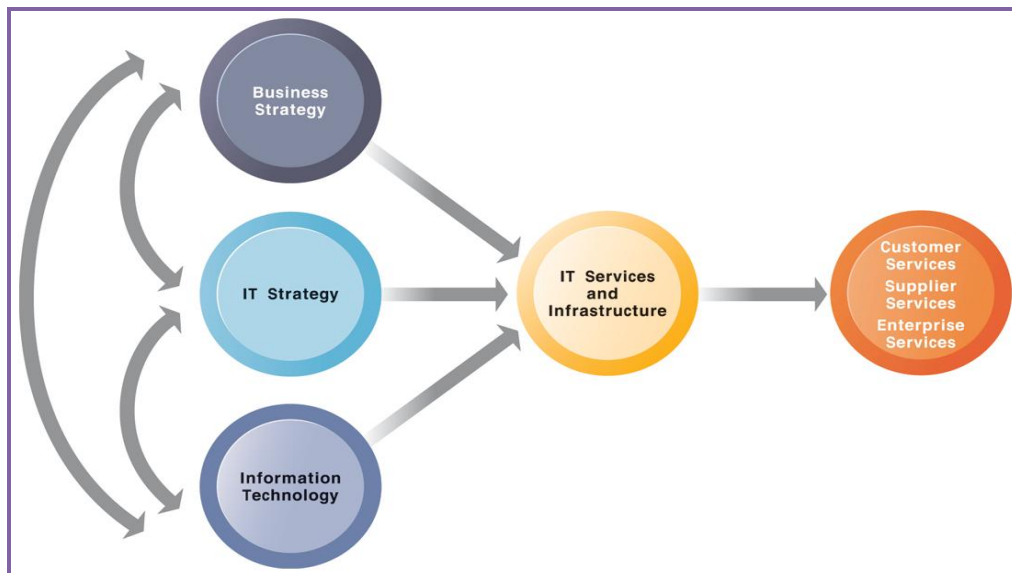 Business
Strategy
IT Strategy
Information
Technology
IT Services
and
Infrastructure
Customer
Services
Supplier
Services
Enterprise
Services